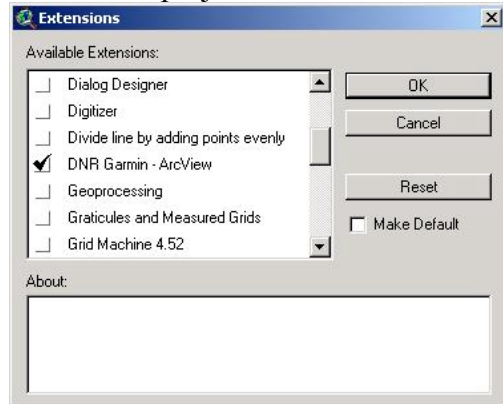 Extensions
Available Extensions:
Dialog Designer
Digitizer
Divide line by adding points evenly
DNR Garmin - ArcView
Geoprocessing
Graticules and Measured Grids
Grid Machine 4.52
OK
Cancel
Reset
Make Default
About: